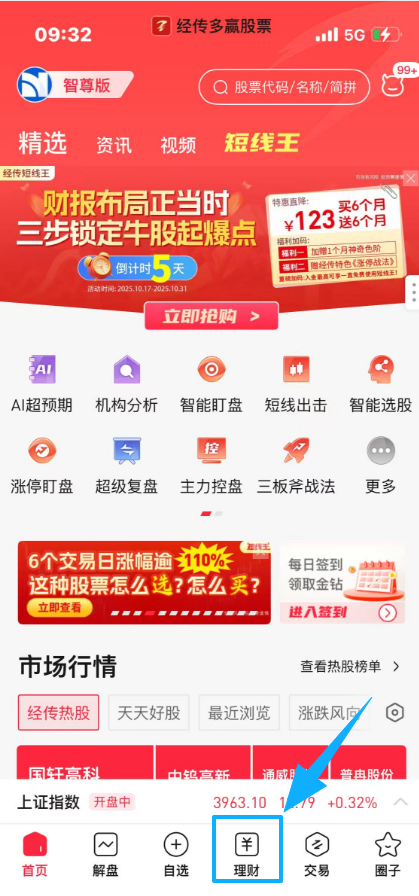 09:32
经传多赢股票
5G
智尊版
股票代码/名称/简拼
99+
精选 资讯 视频 短线王
经传短线王
财报布局正当时
三步锁定牛股起爆点
倒计时5天
活动时间: 2025.10.17-2025.10.31
特惠直降:
¥123 买6个月
送6个月
福利加码:
福利一 加赠1个月神奇色阶
福利二 赠经传特色《涨停战法》
立即抢购 >
AI
AI超预期 机构分析 智能盯盘 短线出击 智能选股
控
涨停盯盘 超级复盘 主力控盘 三板斧战法 更多
6个交易日涨幅逾110%
这种股票怎么选?怎么买?
立即查看
每日签到
领取金钻
进入签到
市场行情
查看热股榜单 >
经传热股 天天好股 最近浏览 涨跌风向
国轩高科 中钨高新 通威股 普冉股份
上证指数 开盘中 3963.10 +0.32%
首页 解盘 自选 理财 交易 圈子